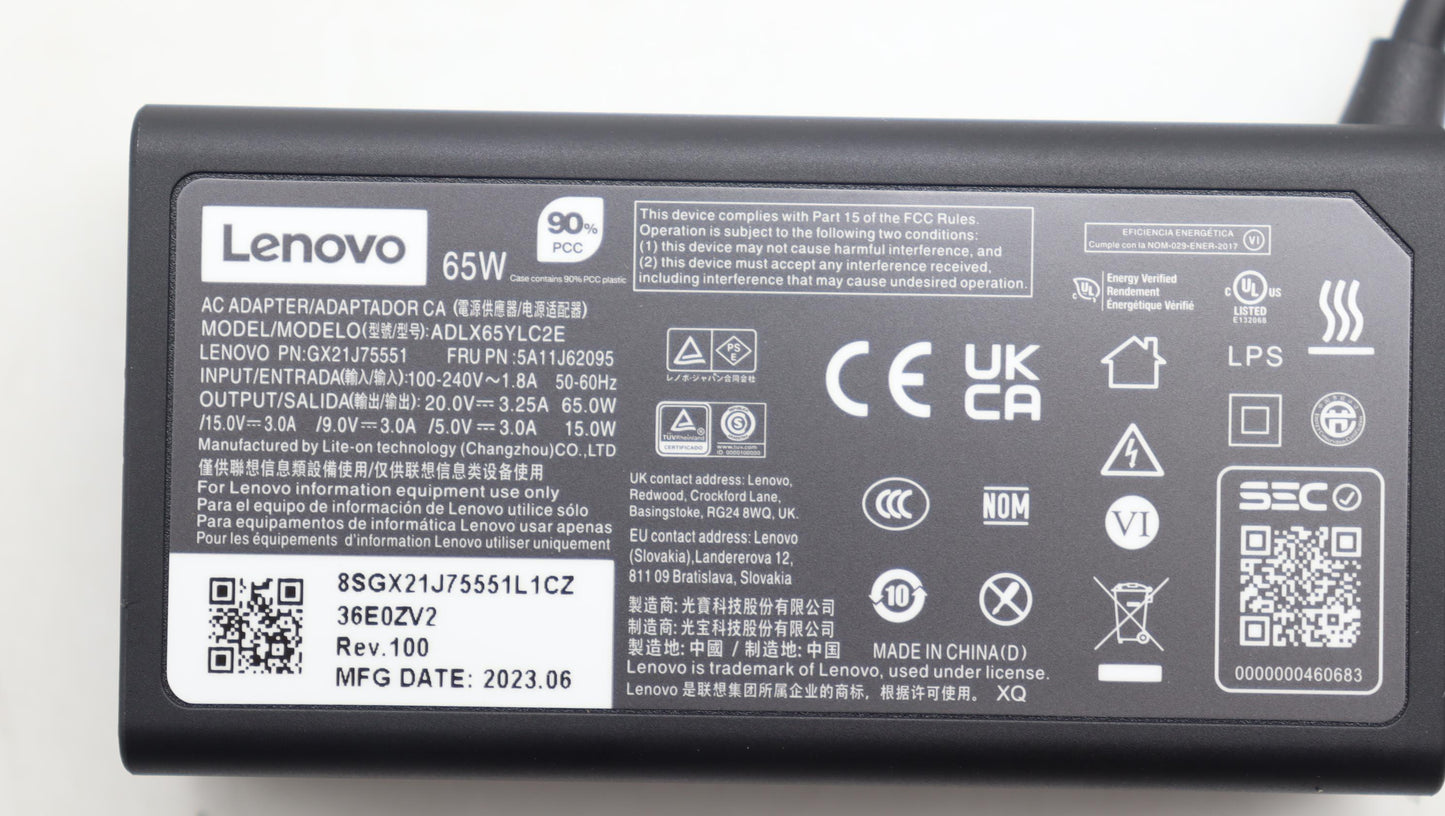 Lenovo
65W
90%
PCC
Case contains 90% PCC plastic
AC ADAPTER/ADAPTADOR CA (電源供應器/电源适配器)
MODEL/MODELO(型號/型号):ADLX65YLC2E
LENOVO PN:GX21J75551 FRU PN :5A11J62095
INPUT/ENTRADA(輸入/输入):100-240V～1.8A 50-60Hz
OUTPUT/SALIDA(輸出/输出): 20.0V⎓ 3.25A 65.0W
/15.0V⎓ 3.0A /9.0V⎓ 3.0A /5.0V⎓ 3.0A 15.0W
Manufactured by Lite-on technology (Changzhou)CO.,LTD
僅供聯想信息類設備使用/仅供联想信息类设备使用
For Lenovo information equipment use only
Para el equipo de información de Lenovo utilice sólo
Para equipamentos de informática Lenovo usar apenas
Pour les équipements d'information Lenovo utiliser uniquement
8SGX21J75551L1CZ
36E0ZV2
Rev.100
MFG DATE: 2023.06
This device complies with Part 15 of the FCC Rules.
Operation is subject to the following two conditions:
(1) this device may not cause harmful interference, and
(2) this device must accept any interference received,
including interference that may cause undesired operation.
PS
E
レノボ・ジャパン合同会社
TÜVRheinland
CERTIFICADO
S
www.tuv.com
ID 0000100000
UK contact address: Lenovo,
Redwood, Crockford Lane,
Basingstoke, RG24 8WQ, UK.
EU contact address: Lenovo
(Slovakia),Landererova 12,
811 09 Bratislava, Slovakia
製造商: 光寶科技股份有限公司
制造商: 光宝科技股份有限公司
製造地: 中國 / 制造地: 中国
Lenovo is trademark of Lenovo, used under license.
Lenovo 是联想集团所属企业的商标，根据许可使用。 XQ
CE
UK
CA
CCC
NOM
10
MADE IN CHINA(D)
EFICIENCIA ENERGÉTICA
Cumple con la NOM-029-ENER-2017
VI
c UL
Energy Verified
Rendement
Énergétique Vérifié
c UL US
LISTED
E132068
LPS
VI
SEC
0000000460683